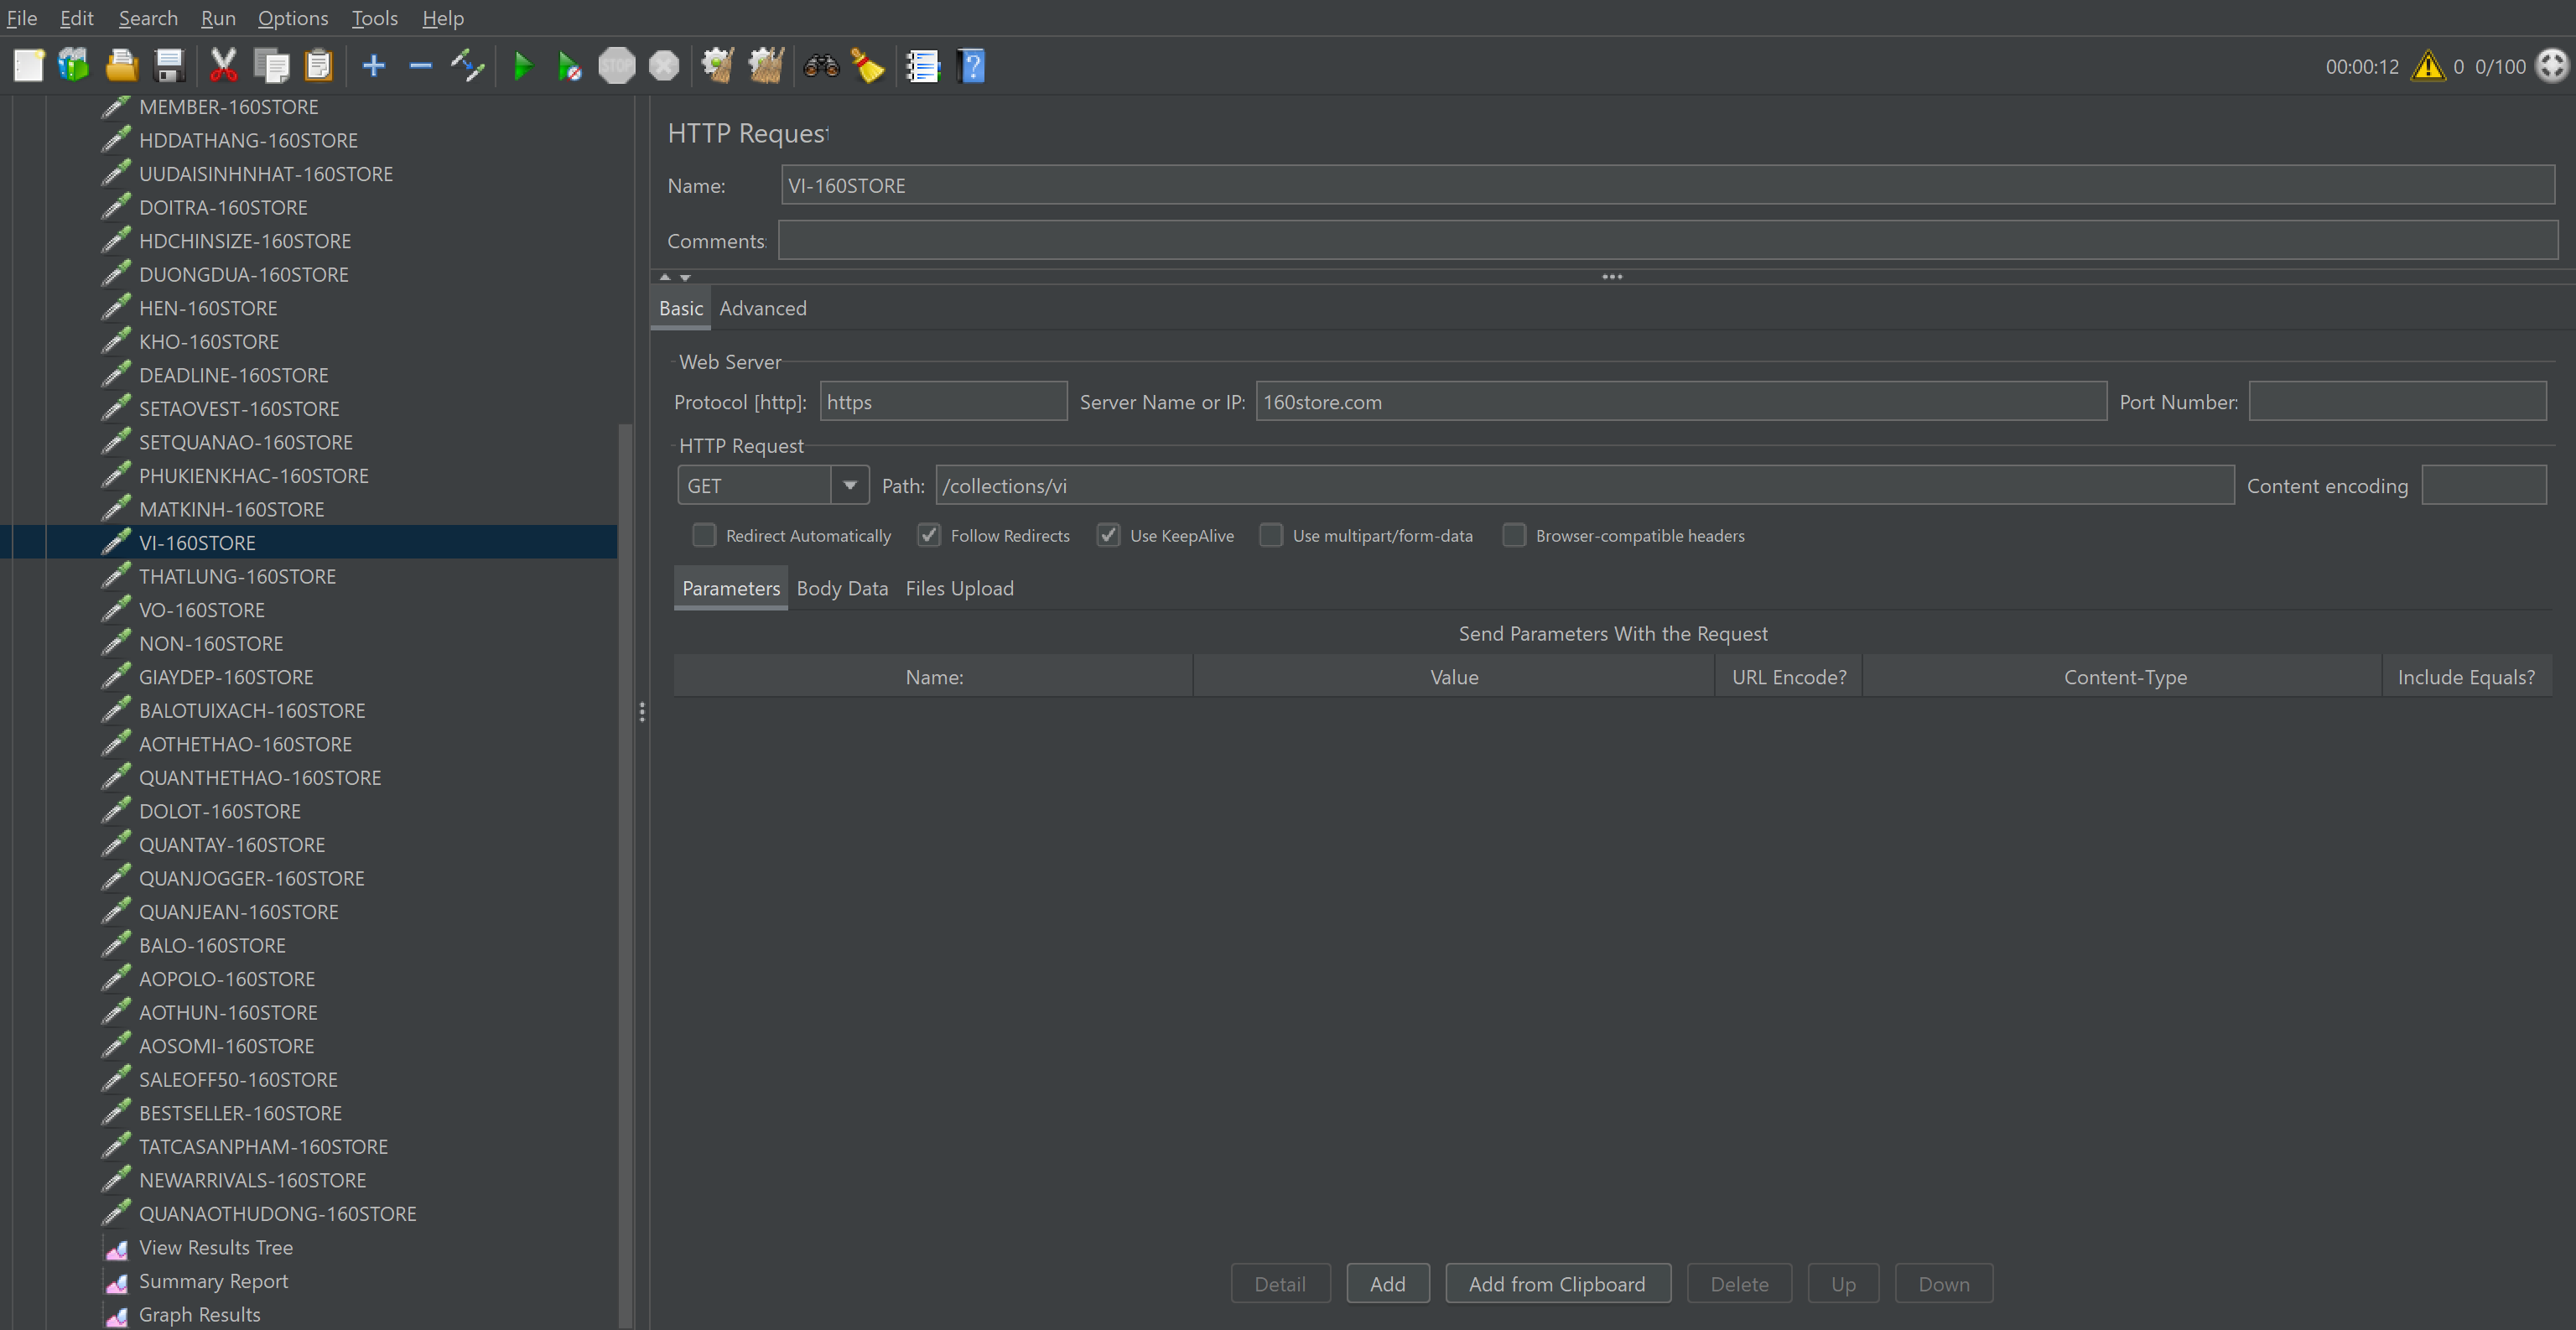 File Edit Search Run Options Tools Help
STOP
00:00:12 0 0/100
MEMBER-160STORE
HDDATHANG-160STORE
UUDAISINHNHAT-160STORE
DOITRA-160STORE
HDCHINSIZE-160STORE
DUONGDUA-160STORE
HEN-160STORE
KHO-160STORE
DEADLINE-160STORE
SETAOVEST-160STORE
SETQUANAO-160STORE
PHUKIENKHAC-160STORE
MATKINH-160STORE
VI-160STORE
THATLUNG-160STORE
VO-160STORE
NON-160STORE
GIAYDEP-160STORE
BALOTUIXACH-160STORE
AOTHETHAO-160STORE
QUANTHETHAO-160STORE
DOLOT-160STORE
QUANTAY-160STORE
QUANJOGGER-160STORE
QUANJEAN-160STORE
BALO-160STORE
AOPOLO-160STORE
AOTHUN-160STORE
AOSOMI-160STORE
SALEOFF50-160STORE
BESTSELLER-160STORE
TATCASANPHAM-160STORE
NEWARRIVALS-160STORE
QUANAOTHUDONG-160STORE
View Results Tree
Summary Report
Graph Results
HTTP Request
Name: VI-160STORE
Comments:
Basic Advanced
Web Server
Protocol [http]: https Server Name or IP: 160store.com Port Number:
HTTP Request
GET Path: /collections/vi Content encoding
Redirect Automatically Follow Redirects Use KeepAlive Use multipart/form-data Browser-compatible headers
Parameters Body Data Files Upload
Send Parameters With the Request
Name: Value URL Encode? Content-Type Include Equals?
Detail Add Add from Clipboard Delete Up Down